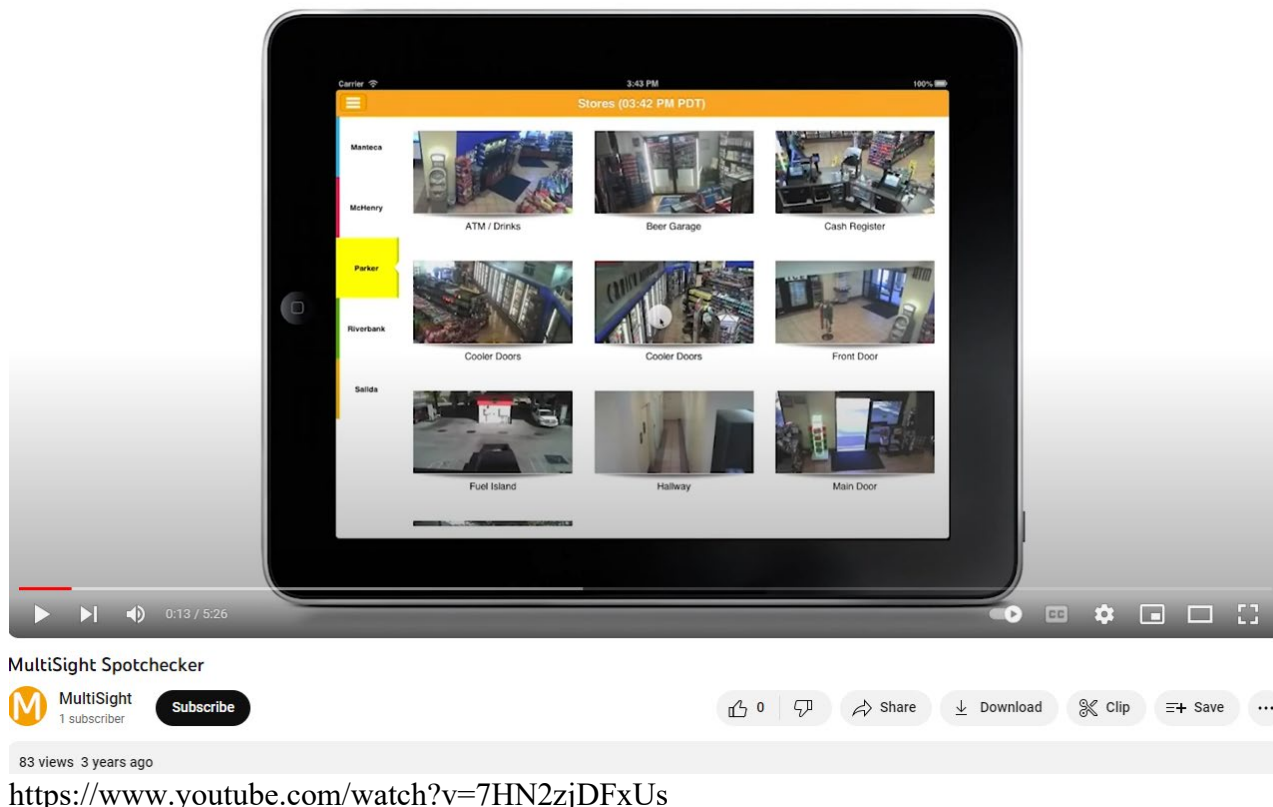 Carrier 3:43 PM 100%
Stores (03:42 PM PDT)
Manteca
McHenry
Parker
Riverbank
Salida
ATM / Drinks Beer Garage Cash Register
Cooler Doors Cooler Doors Front Door
Fuel Island Hallway Main Door
0:13 / 5:26 CC
MultiSight Spotchecker
M MultiSight
1 subscriber
Subscribe 0 Share Download Clip Save
83 views 3 years ago
https://www.youtube.com/watch?v=7HN2zjDFxUs